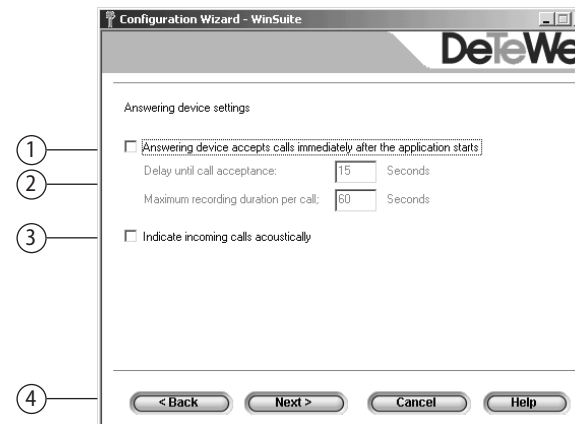 Configuration Wizard - WinSuite
DeTeWe
Answering device settings
1
Answering device accepts calls immediately after the application starts
Delay until call acceptance: 15 Seconds
2
Maximum recording duration per call: 60 Seconds
3
Indicate incoming calls acoustically
4
< Back Next > Cancel Help